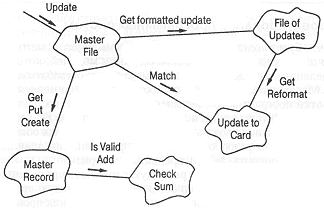 Update
Get formatted update
File of
Updates
Master
File
Match
Get
Reformat
Get
Put
Create
Update to
Card
Is Valid
Add
Master
Record
Check
Sum